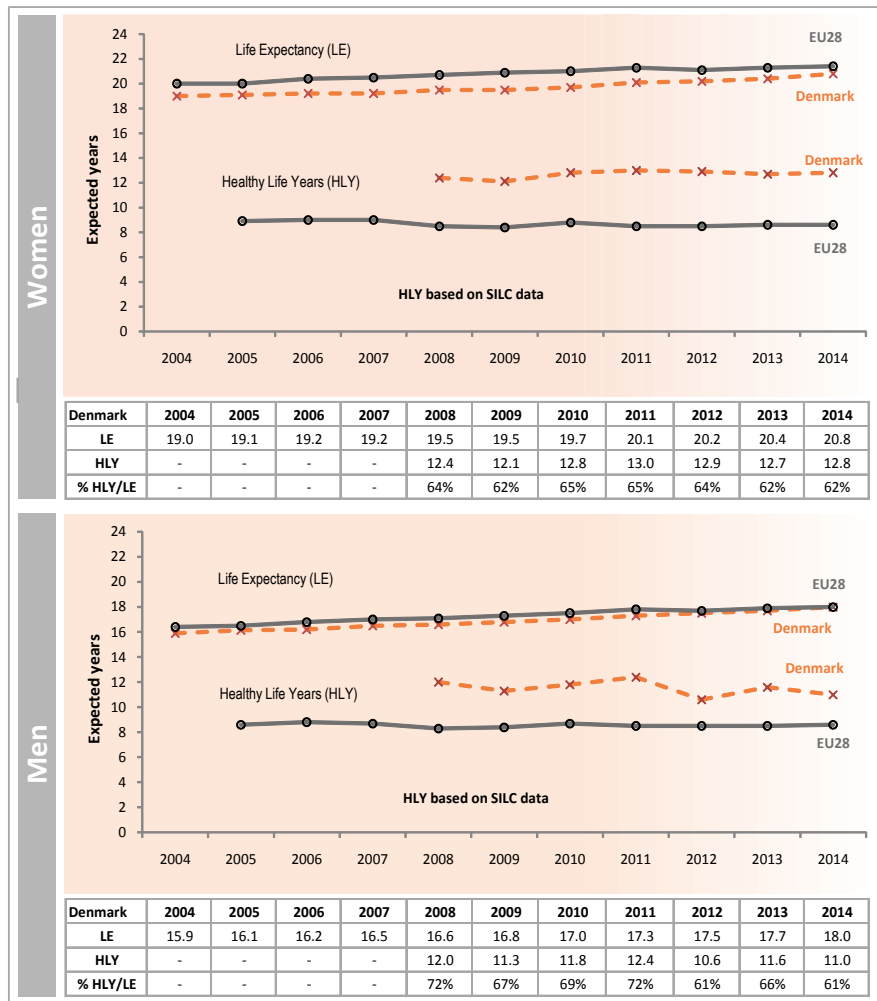 Women
24
22
20
18
16
14
12
10
8
6
4
2
0
Expected years
Life Expectancy (LE)
EU28
Denmark
Healthy Life Years (HLY)
Denmark
EU28
HLY based on SILC data
2004 2005 2006 2007 2008 2009 2010 2011 2012 2013 2014
Denmark 2004 2005 2006 2007 2008 2009 2010 2011 2012 2013 2014
LE 19.0 19.1 19.2 19.2 19.5 19.5 19.7 20.1 20.2 20.4 20.8
HLY - - - - 12.4 12.1 12.8 13.0 12.9 12.7 12.8
% HLY/LE - - - - 64% 62% 65% 65% 64% 62% 62%
Men
24
22
20
18
16
14
12
10
8
6
4
2
0
Expected years
Life Expectancy (LE)
EU28
Denmark
Denmark
Healthy Life Years (HLY)
EU28
HLY based on SILC data
2004 2005 2006 2007 2008 2009 2010 2011 2012 2013 2014
Denmark 2004 2005 2006 2007 2008 2009 2010 2011 2012 2013 2014
LE 15.9 16.1 16.2 16.5 16.6 16.8 17.0 17.3 17.5 17.7 18.0
HLY - - - - 12.0 11.3 11.8 12.4 10.6 11.6 11.0
% HLY/LE - - - - 72% 67% 69% 72% 61% 66% 61%